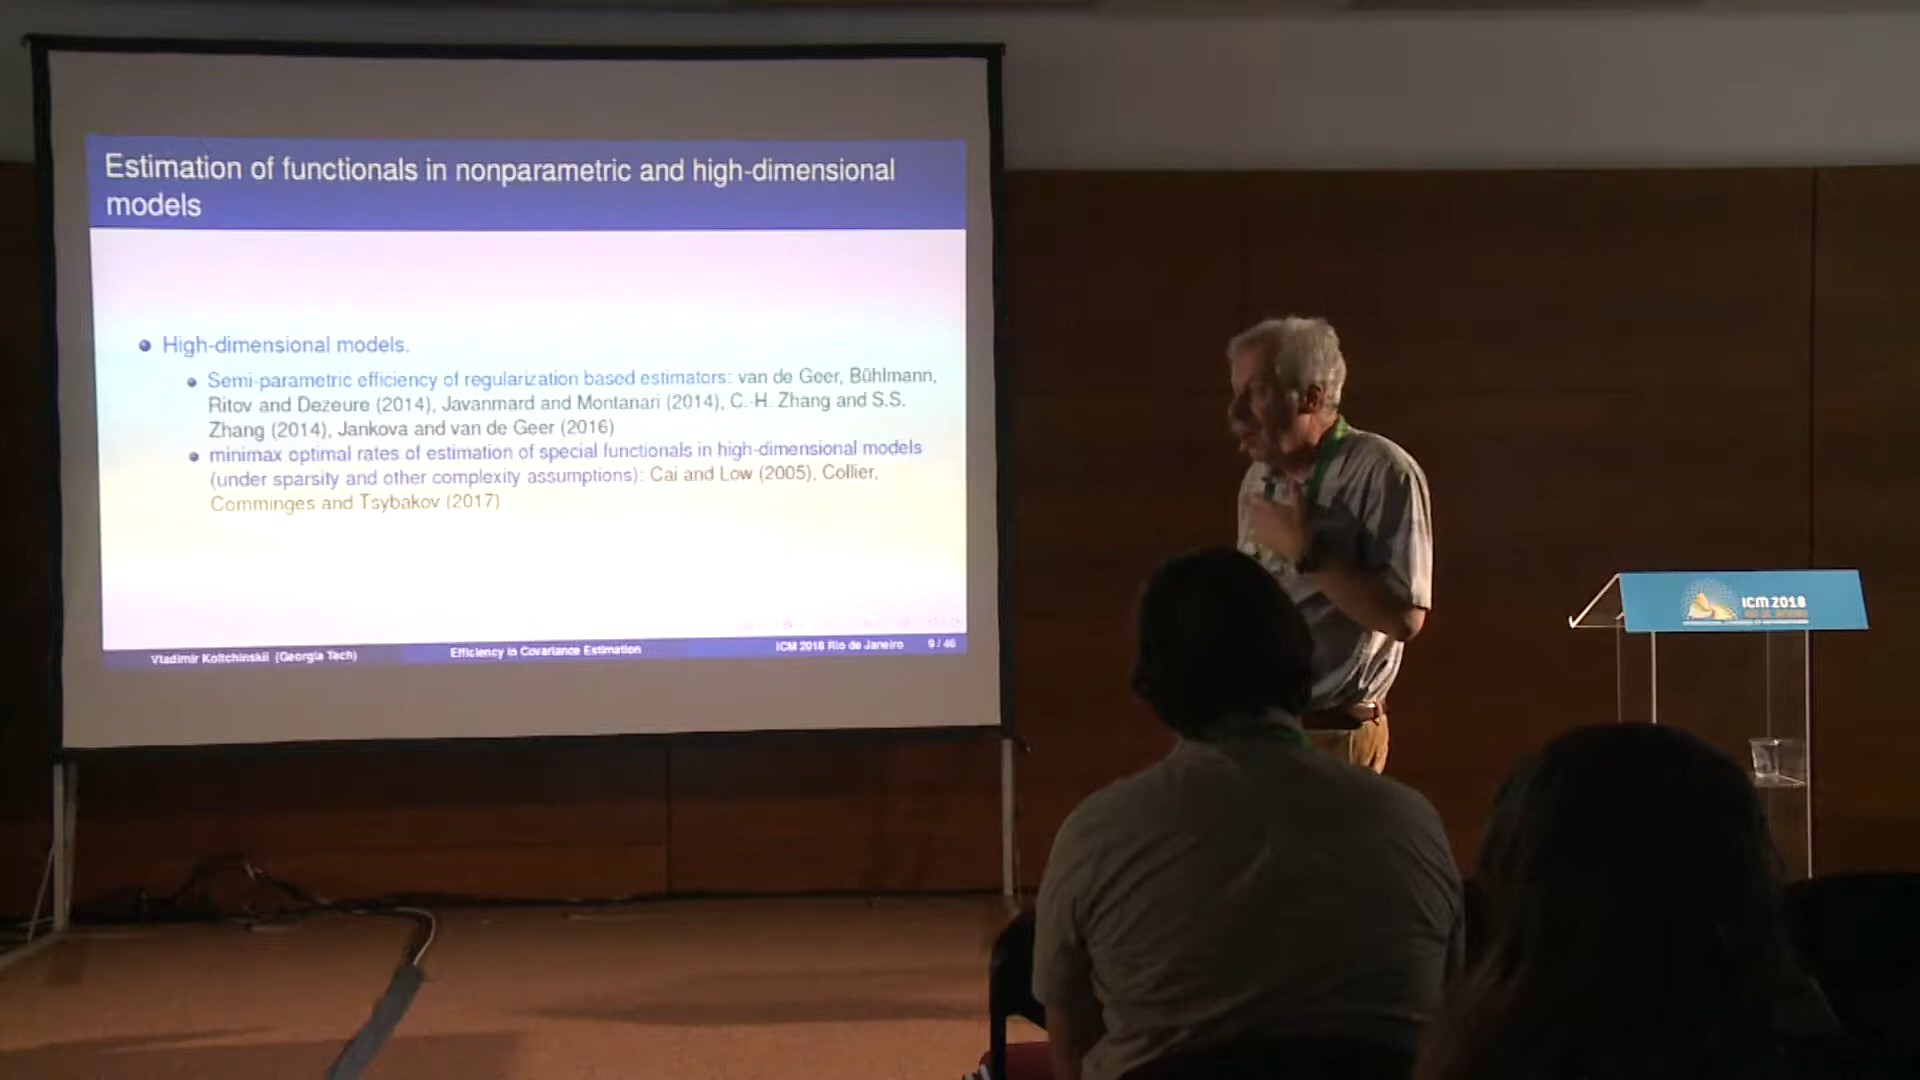 Estimation of functionals in nonparametric and high-dimensional
models
High-dimensional models.
Semi-parametric efficiency of regularization based estimators: van de Geer, Bühlmann,
Ritov and Dezeure (2014), Javanmard and Montanari (2014), C.-H. Zhang and S.S.
Zhang (2014), Jankova and van de Geer (2016)
minimax optimal rates of estimation of special functionals in high-dimensional models
(under sparsity and other complexity assumptions): Cai and Low (2005), Collier,
Comminges and Tsybakov (2017)
Vladimir Koltchinskii (Georgia Tech) Efficiency in Covariance Estimation ICM 2018 Rio de Janeiro 9 / 46
ICM 2018